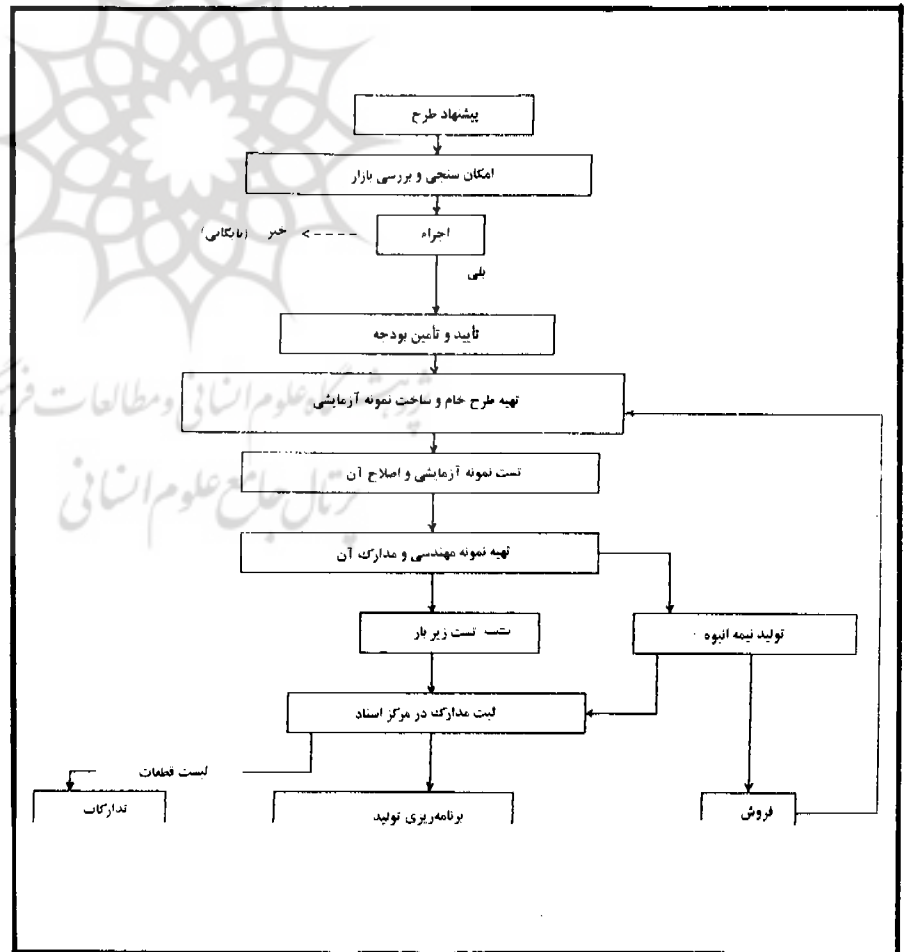 پیشنهاد طرح
امکان سنجی و بررسی بازار
اجراء
خیر (بایگانی)
بلی
تأیید و تأمین بودجه
تهیه طرح خام و ساخت نمونه آزمایشی
تست نمونه آزمایشی و اصلاح آن
تهیه نمونه مهندسی و مدارک آن
تست زیر بار
تولید نیمه انبوه
ثبت مدارک در مرکز اسناد
لیست قطعات
تدارکات
برنامه‌ریزی تولید
فروش
پژوهشگاه علوم انسانی و مطالعات
پرتال جامع علوم انسانی